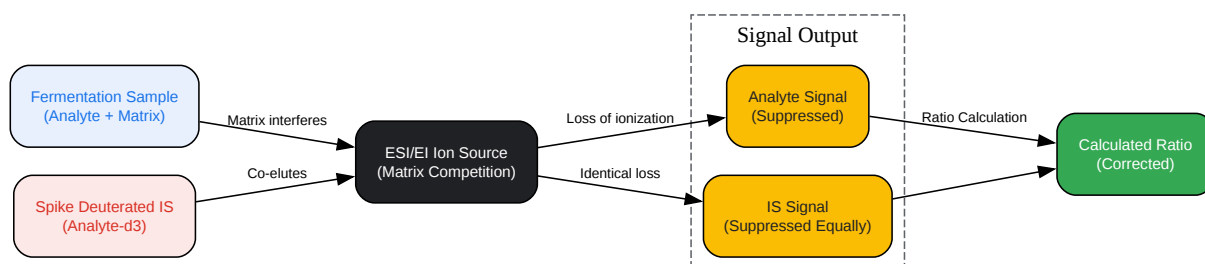 Signal Output
Fermentation Sample
(Analyte + Matrix)
Matrix interferes
Spike Deuterated IS
(Analyte-d3)
Co-elutes
ESI/EI Ion Source
(Matrix Competition)
Loss of ionization
Identical loss
Analyte Signal
(Suppressed)
IS Signal
(Suppressed Equally)
Ratio Calculation
Calculated Ratio
(Corrected)